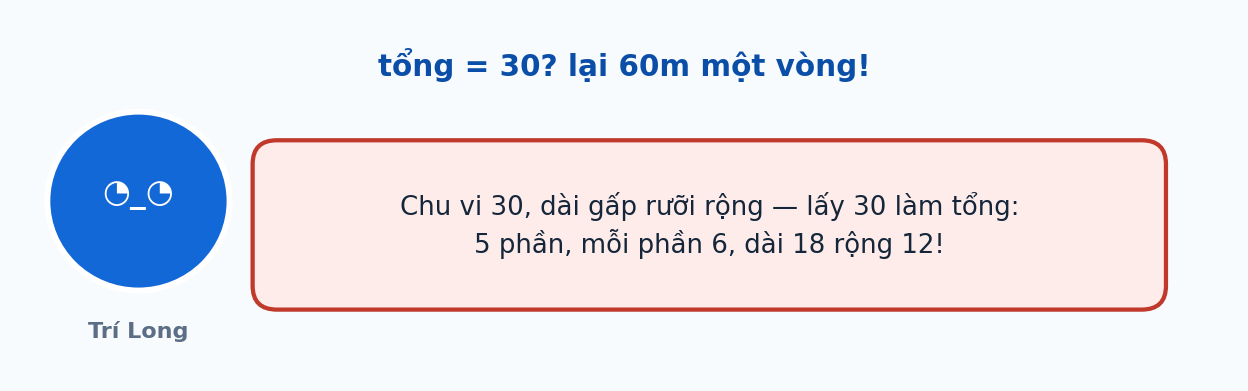 tổng = 30? lại 60m một vòng!
◔_◔
Chu vi 30, dài gấp rưỡi rộng — lấy 30 làm tổng:
5 phần, mỗi phần 6, dài 18 rộng 12!
Trí Long